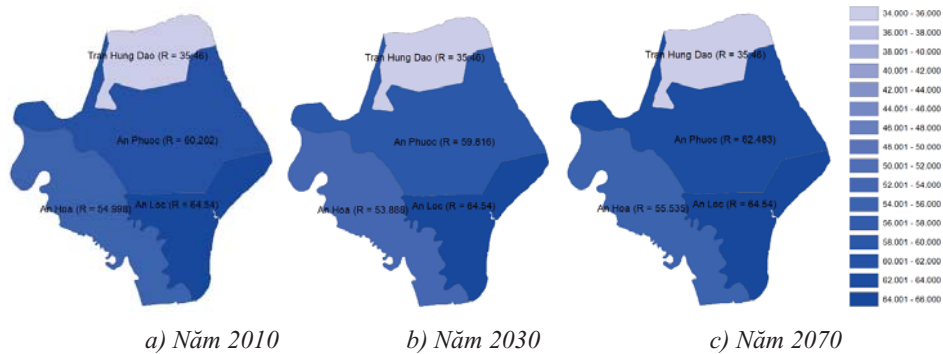 Tran Hung Dao (R = 35.46)
An Phuoc (R = 60.202)
An Hoa (R = 54.998)
An Loc (R = 64.54)
a) Năm 2010
Tran Hung Dao (R = 35.46)
An Phuoc (R = 59.816)
An Hoa (R = 53.888)
An Loc (R = 64.54)
b) Năm 2030
Tran Hung Dao (R = 35.46)
An Phuoc (R = 62.483)
An Hoa (R = 55.535)
An Loc (R = 64.54)
c) Năm 2070
34.000 - 36.000
36.001 - 38.000
38.001 - 40.000
40.001 - 42.000
42.001 - 44.000
44.001 - 46.000
46.001 - 48.000
48.001 - 50.000
50.001 - 52.000
52.001 - 54.000
54.001 - 56.000
56.001 - 58.000
58.001 - 60.000
60.001 - 62.000
62.001 - 64.000
64.001 - 66.000